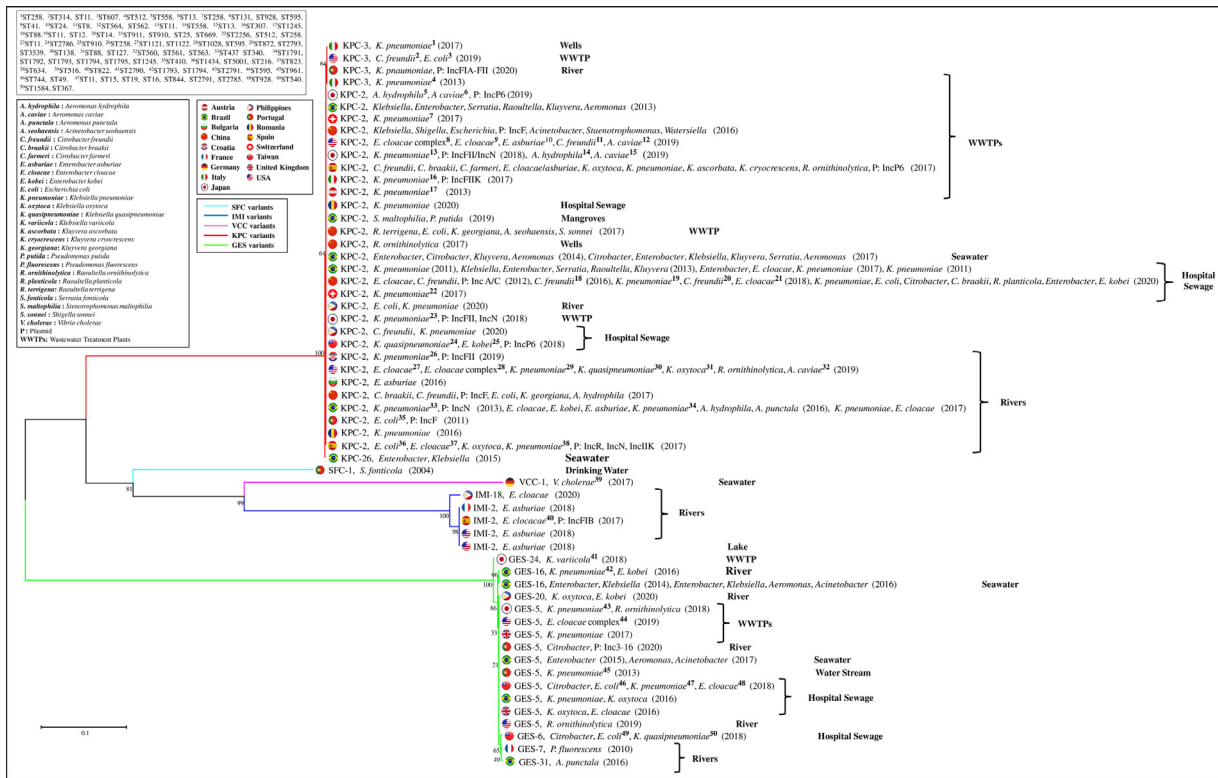 1ST258. 2ST314, ST11. 3ST607. 4ST512. 5ST558. 6ST13. 7ST258. 8ST131, ST928, ST595.
9ST41. 10ST24. 11ST8. 12ST564, ST562. 13ST11. 14ST558. 15ST13. 16ST307. 17ST1245.
18ST88. 19ST11, ST12. 20ST14. 21ST911, ST910, ST25, ST669. 22ST2256, ST512, ST258.
23ST11. 24ST2786. 25ST910. 26ST258. 27ST1121, ST1122. 28ST1028, ST595. 29ST872, ST2793,
ST3539. 30ST138. 31ST88, ST127. 32ST560, ST561, ST563. 33ST437 ST340. 34ST1791,
ST1792, ST1793, ST1794, ST1795, ST1245. 35ST410. 36ST1434, ST5001, ST216. 37ST823.
38ST634. 39ST516. 40ST822. 41ST2790. 42ST1793, ST1794. 43ST2791. 44ST595. 45ST961.
46ST744, ST49. 47ST11, ST15, ST19, ST16, ST844, ST2791, ST2785. 48ST928. 49ST540.
50ST1584, ST367.
A. hydrophila : Aeromonas hydrophila
A. caviae : Aeromonas caviae
A. punctala : Aeromonas punctala
A. seohaensis : Acinetobacter seohaensis
C. freundii : Citrobacter freundii
C. braakii : Citrobacter braakii
C. farmeri : Citrobacter farmeri
E. asburiae : Enterobacter asburiae
E. cloacae : Enterobacter cloacae
E. kobei : Enterobacter kobei
E. coli : Escherichia coli
K. pneumoniae : Klebsiella pneumoniae
K. oxytoca : Klebsiella oxytoca
K. quasipneumoniae : Klebsiella quasipneumoniae
K. variicola : Klebsiella variicola
K. ascorbata : Kluyvera ascorbata
K. cryocrescens : Kluyvera cryocrescens
K. georgiana : Kluyvera georgiana
P. putida : Pseudomonas putida
P. fluorescens : Pseudomonas fluorescens
R. ornithinolytica : Raoultella ornithinolytica
R. planticola : Raoultella planticola
R. terrigena : Raoultella terrigena
S. fonticola : Serratia fonticola
S. maltophilia : Stenotrophomonas maltophilia
S. sonnei : Shigella sonnei
V. cholerae : Vibrio cholerae
P : Plasmid
WWTPs: Wastewater Treatment Plants
Austria Philippines
Brazil Portugal
Bulgaria Romania
China Spain
Croatia Switzerland
France Taiwan
Germany United Kingdom
Italy USA
Japan
SFC variants
IMI variants
VCC variants
KPC variants
GES variants
KPC-3, K. pneumoniae1 (2017) Wells
KPC-3, C. freundii2, E. coli3 (2019) WWTP
KPC-3, K. pnaumoniae, P: IncFIA-FII (2020) River
KPC-3, K. pneumoniae4 (2013)
KPC-2, A. hydrophila5, A caviae6, P: IncP6 (2019)
KPC-2, Klebsiella, Enterobacter, Serratia, Raoultella, Kluyvera, Aeromonas (2013)
KPC-2, K. pneumoniae7 (2017)
KPC-2, Klebsiella, Shigella, Escherichia, P: IncF, Acinetobacter, Staenotrophomonas, Watersiella (2016)
KPC-2, E. cloacae complex8, E. cloacae9, E. asburiae10, C. freundii11, A. caviae12 (2019)
KPC-2, K. pneumoniae13, P: IncFII/IncN (2018), A. hydrophila14, A. caviae15 (2019)
KPC-2, C. freundii, C. braakii, C. farmeri, E. cloacae/asburiae, K. oxytoca, K. pneumoniae, K. ascorbata, K. cryocrescens, R. ornithinolytica, P: IncP6 (2017)
KPC-2, K. pneumoniae16, P: IncFIIK (2017)
KPC-2, K. pneumoniae17 (2013)
WWTPs
KPC-2, K. pneumoniae (2020) Hospital Sewage
KPC-2, S. maltophilia, P. putida (2019) Mangroves
KPC-2, R. terrigena, E. coli, K. georgiana, A. seohaensis, S. sonnei (2017) WWTP
KPC-2, R. ornithinolytica (2017) Wells
KPC-2, Enterobacter, Citrobacter, Kluyvera, Aeromonas (2014), Citrobacter, Enterobacter, Klebsiella, Kluyvera, Serratia, Aeromonas (2017) Seawater
KPC-2, K. pneumoniae (2011), Klebsiella, Enterobacter, Serratia, Raoultella, Kluyvera (2013), Enterobacter, E. cloacae, K. pneumoniae (2017), K. pneumoniae (2011)
KPC-2, E. cloacae, C. freundii, P: Inc A/C (2012), C. freundii18 (2016), K. pneumoniae19, C. freundii20, E. cloacae21 (2018), K. pneumoniae, E. coli, Citrobacter, C. braakii, R. planticola, Enterobacter, E. kobei (2020)
KPC-2, K. pneumoniae22 (2017)
Hospital
Sewage
KPC-2, E. coli, K. pneumoniae (2020) River
KPC-2, K. pneumoniae23, P: IncFII, IncN (2018) WWTP
KPC-2, C. freundii, K. pneumoniae (2020)
KPC-2, K. quasipneumoniae24, E. kobei25, P: IncP6 (2018)
Hospital Sewage
KPC-2, K. pneumoniae26, P: IncFII (2019)
KPC-2, E. cloacae27, E. cloacae complex28, K. pneumoniae29, K. quasipneumoniae30, K. oxytoca31, R. ornithinolytica, A. caviae32 (2019)
KPC-2, E. asburiae (2016)
KPC-2, C. braakii, C. freundii, P: IncF, E. coli, K. georgiana, A. hydrophila (2017)
KPC-2, K. pneumoniae33, P: IncN (2013), E. cloacae, E. kobei, E. asburiae, K. pneumoniae34, A. hydrophila, A. punctala (2016), K. pneumoniae, E. cloacae (2017)
KPC-2, E. coli35, P: IncF (2011)
KPC-2, K. pneumoniae (2016)
KPC-2, E. coli36, E. cloacae37, K. oxytoca, K. pneumoniae38, P: IncR, IncN, IncIIK (2017)
Rivers
KPC-26, Enterobacter, Klebsiella (2015) Seawater
SFC-1, S. fonticola (2004) Drinking Water
VCC-1, V. cholerae39 (2017) Seawater
IMI-18, E. cloacae (2020)
IMI-2, E. asburiae (2018)
IMI-2, E. clocacae40, P: IncFIB (2017)
IMI-2, E. asburiae (2018)
Rivers
IMI-2, E. asburiae (2018) Lake
GES-24, K. variicola41 (2018) WWTP
GES-16, K. pneumoniae42, E. kobei (2016) River
GES-16, Enterobacter, Klebsiella (2014), Enterobacter, Klebsiella, Aeromonas, Acinetobacter (2016) Seawater
GES-20, K. oxytoca, E. kobei (2020) River
GES-5, K. pneumoniae43, R. ornithinolytica (2018)
GES-5, E. cloacae complex44 (2019)
GES-5, K. pneumoniae (2017)
WWTPs
GES-5, Citrobacter, P: Inc3-16 (2020) River
GES-5, Enterobacter (2015), Aeromonas, Acinetobacter (2017) Seawater
GES-5, K. pneumoniae45 (2013) Water Stream
GES-5, Citrobacter, E. coli46, K. pneumoniae47, E. cloacae48 (2018)
GES-5, K. pneumoniae, K. oxytoca (2016)
GES-5, K. oxytoca, E. cloacae (2016)
Hospital Sewage
GES-5, R. ornithinolytica (2019) River
GES-6, Citrobacter, E. coli49, K. quasipneumoniae50 (2018) Hospital Sewage
GES-7, P. fluorescens (2010)
GES-31, A. punctala (2016)
Rivers
64
61
100
81
99
100
98
66
100
86
33
21
65
49
0.1